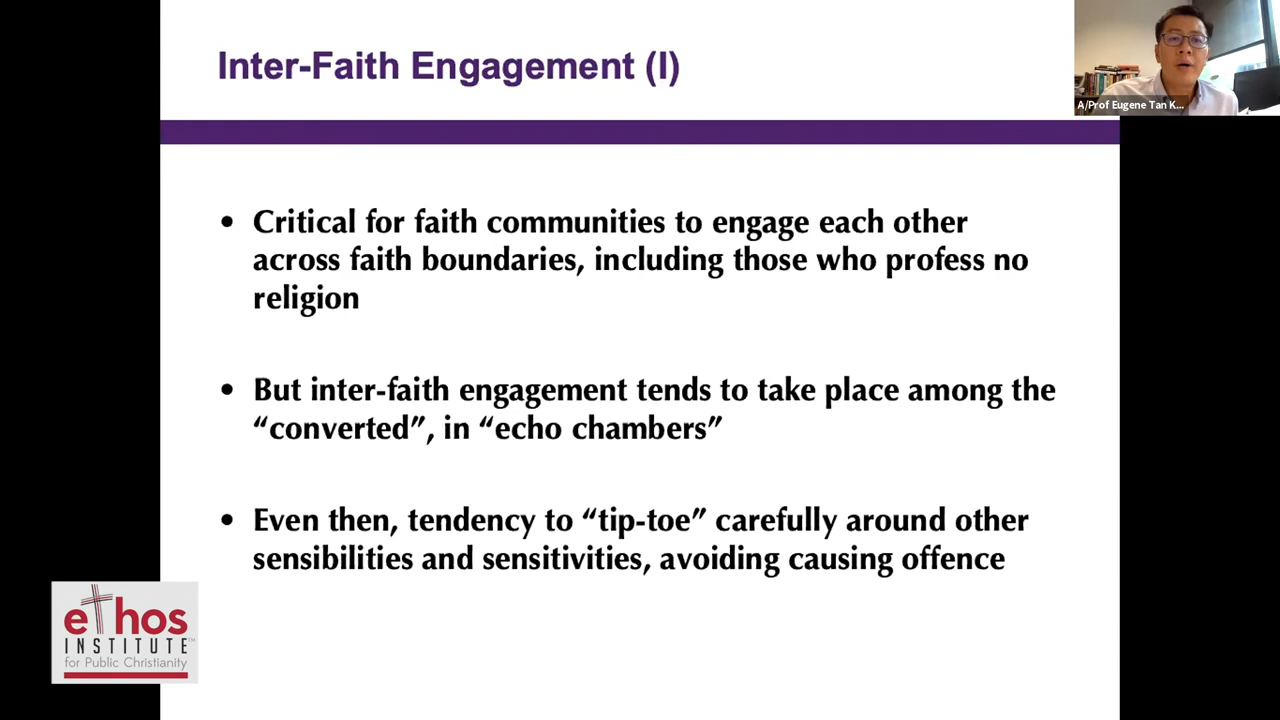 Inter-Faith Engagement (I)
A/Prof Eugene Tan K...
• Critical for faith communities to engage each other
across faith boundaries, including those who profess no
religion
• But inter-faith engagement tends to take place among the
“converted”, in “echo chambers”
• Even then, tendency to “tip-toe” carefully around other
sensibilities and sensitivities, avoiding causing offence
ethos
INSTITUTE™
for Public Christianity